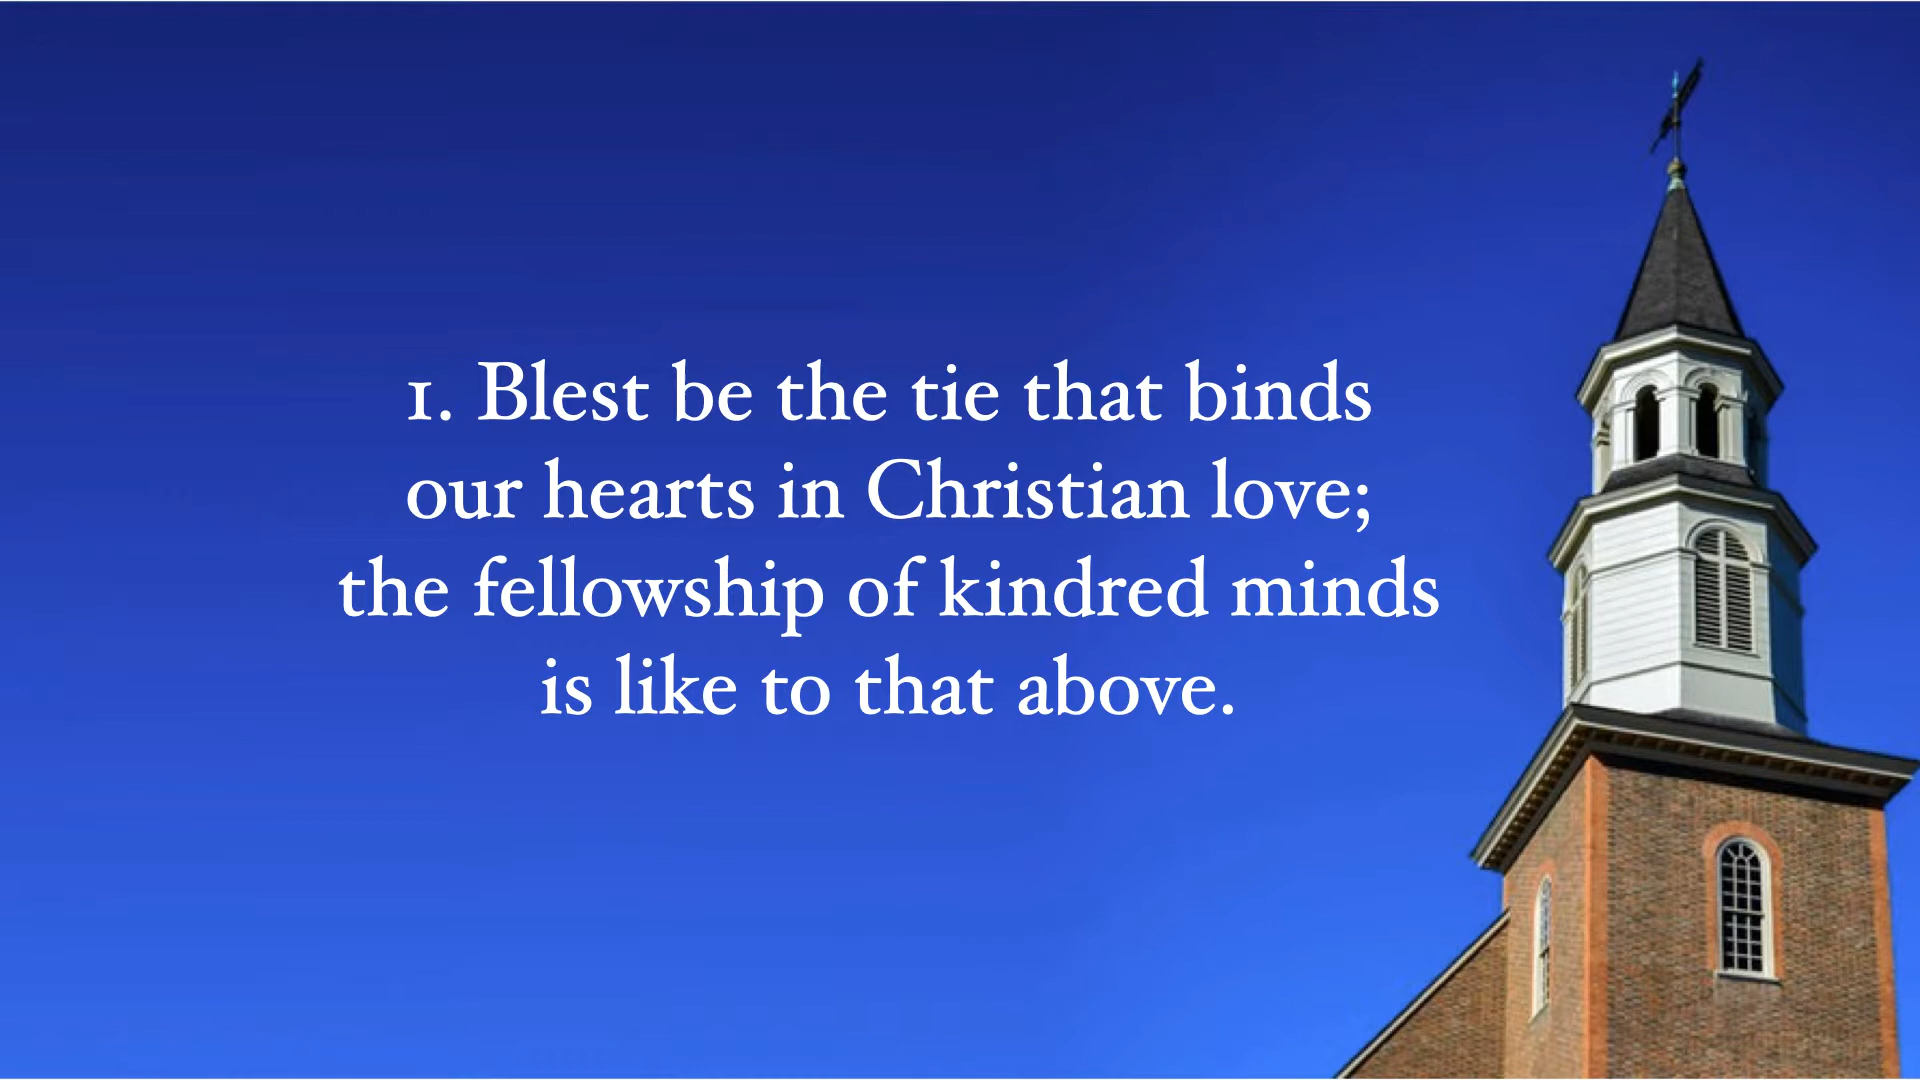 1. Blest be the tie that binds
our hearts in Christian love;
the fellowship of kindred minds
is like to that above.